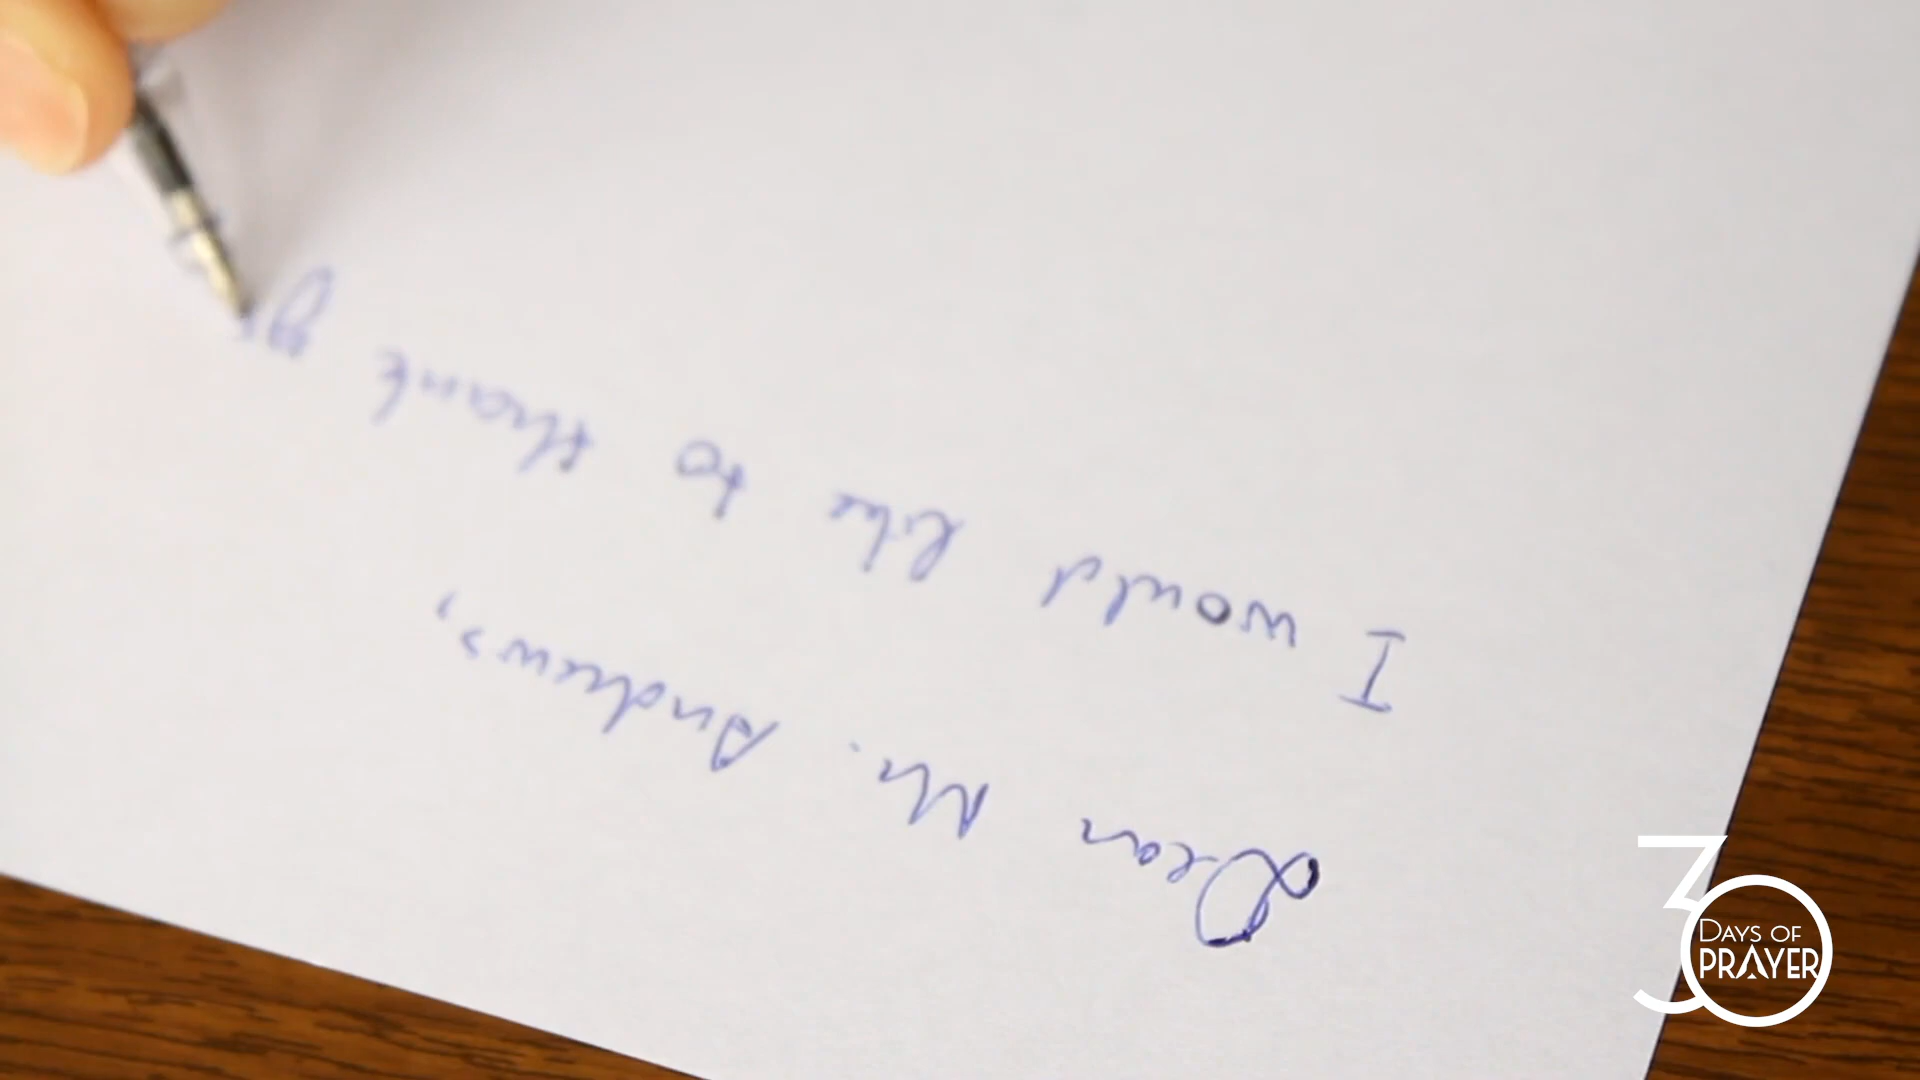 Dear Mr. Andrews,
I would like to thank
30
DAYS OF
PRAYER